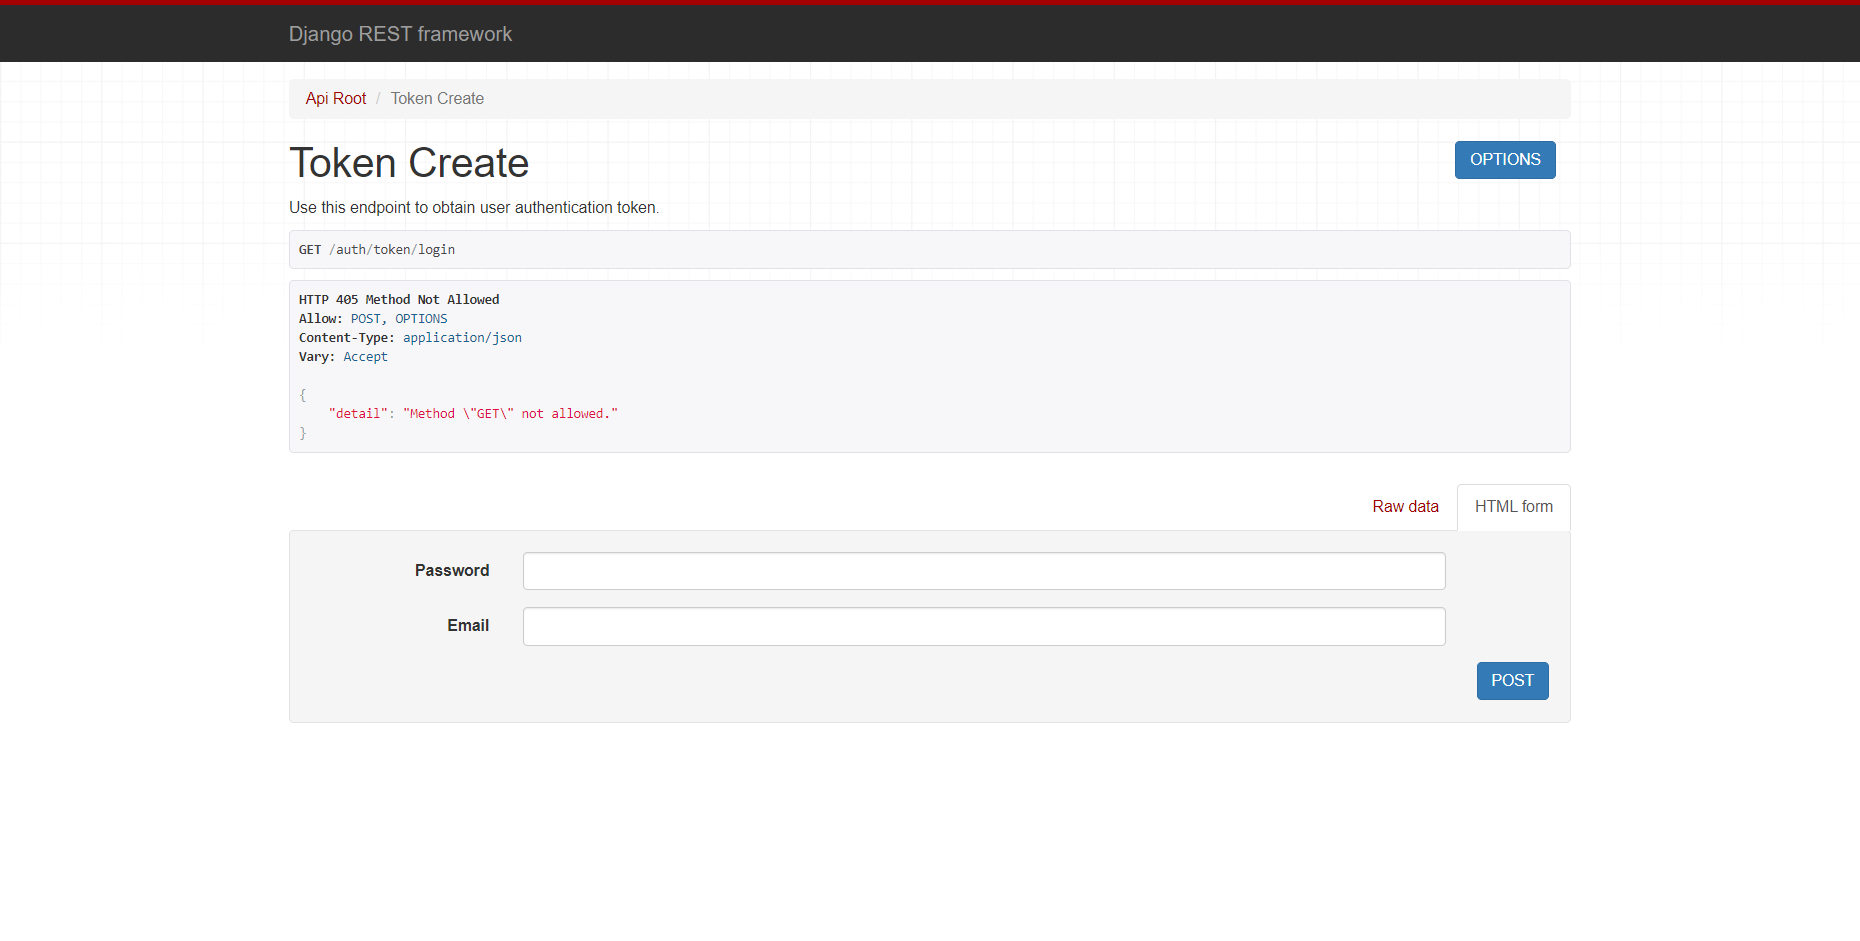 Django REST framework
Api Root / Token Create
Token Create
OPTIONS
Use this endpoint to obtain user authentication token.
GET /auth/token/login
HTTP 405 Method Not Allowed
Allow: POST, OPTIONS
Content-Type: application/json
Vary: Accept
{
    "detail": "Method \"GET\" not allowed."
}
Raw data HTML form
Password
Email
POST